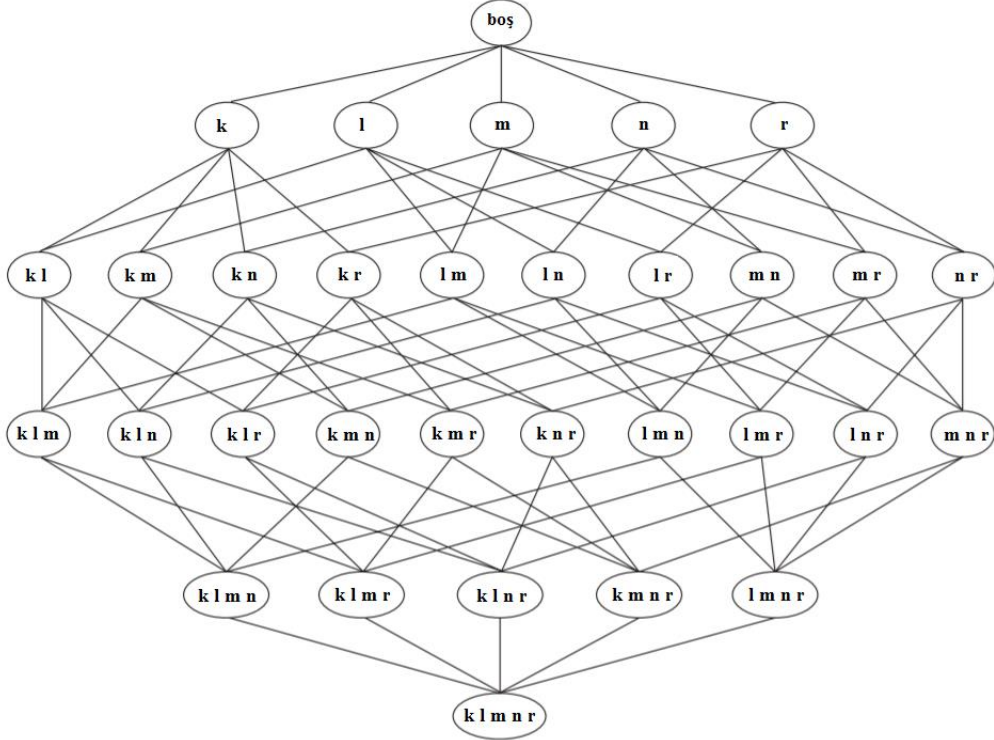 boş
k l m n r
k l k m k n k r l m l n l r m n m r n r
k l m k l n k l r k m n k m r k n r l m n l m r l n r m n r
k l m n k l m r k l n r k m n r l m n r
k l m n r